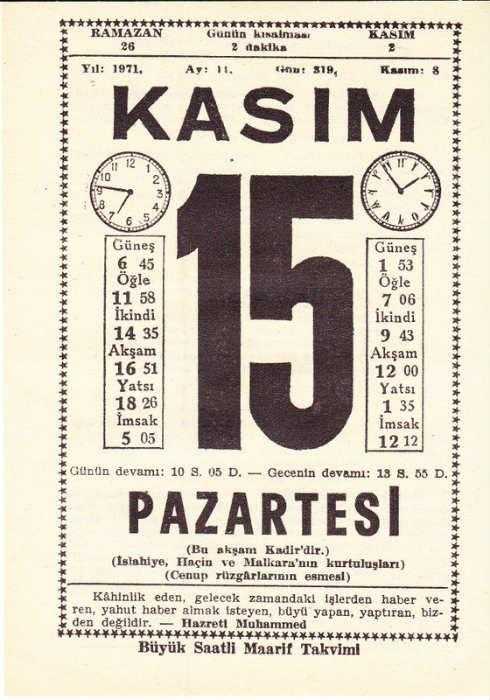 RAMAZAN Günün kısalması KASIM
26 2 dakika 2
Yıl: 1971, Ay: 11, Gün: 319, Kasım: 8
KASIM
15
Güneş
6 45
Öğle
11 58
İkindi
14 35
Akşam
16 51
Yatsı
18 26
İmsak
5 05
Güneş
1 53
Öğle
7 06
İkindi
9 43
Akşam
12 00
Yatsı
1 35
İmsak
12 12
Günün devamı: 10 S. 05 D. — Gecenin devamı: 13 S. 55 D.
PAZARTESİ
(Bu akşam Kadir'dir.)
(İslahiye, Haçin ve Malkara'nın kurtuluşları)
(Cenup rüzgârlarının esmesi)
Kâhinlik eden, gelecek zamandaki işlerden haber ve-
ren, yahut haber almak isteyen, büyü yapan, yaptıran, biz-
den değildir. — Hazreti Muhammed
Büyük Saatli Maarif Takvimi